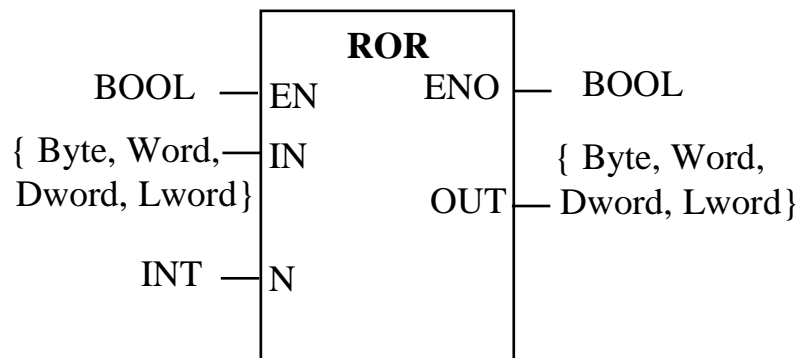 ROR
BOOL EN ENO BOOL
{ Byte, Word, IN { Byte, Word,
Dword, Lword} OUT Dword, Lword}
INT N